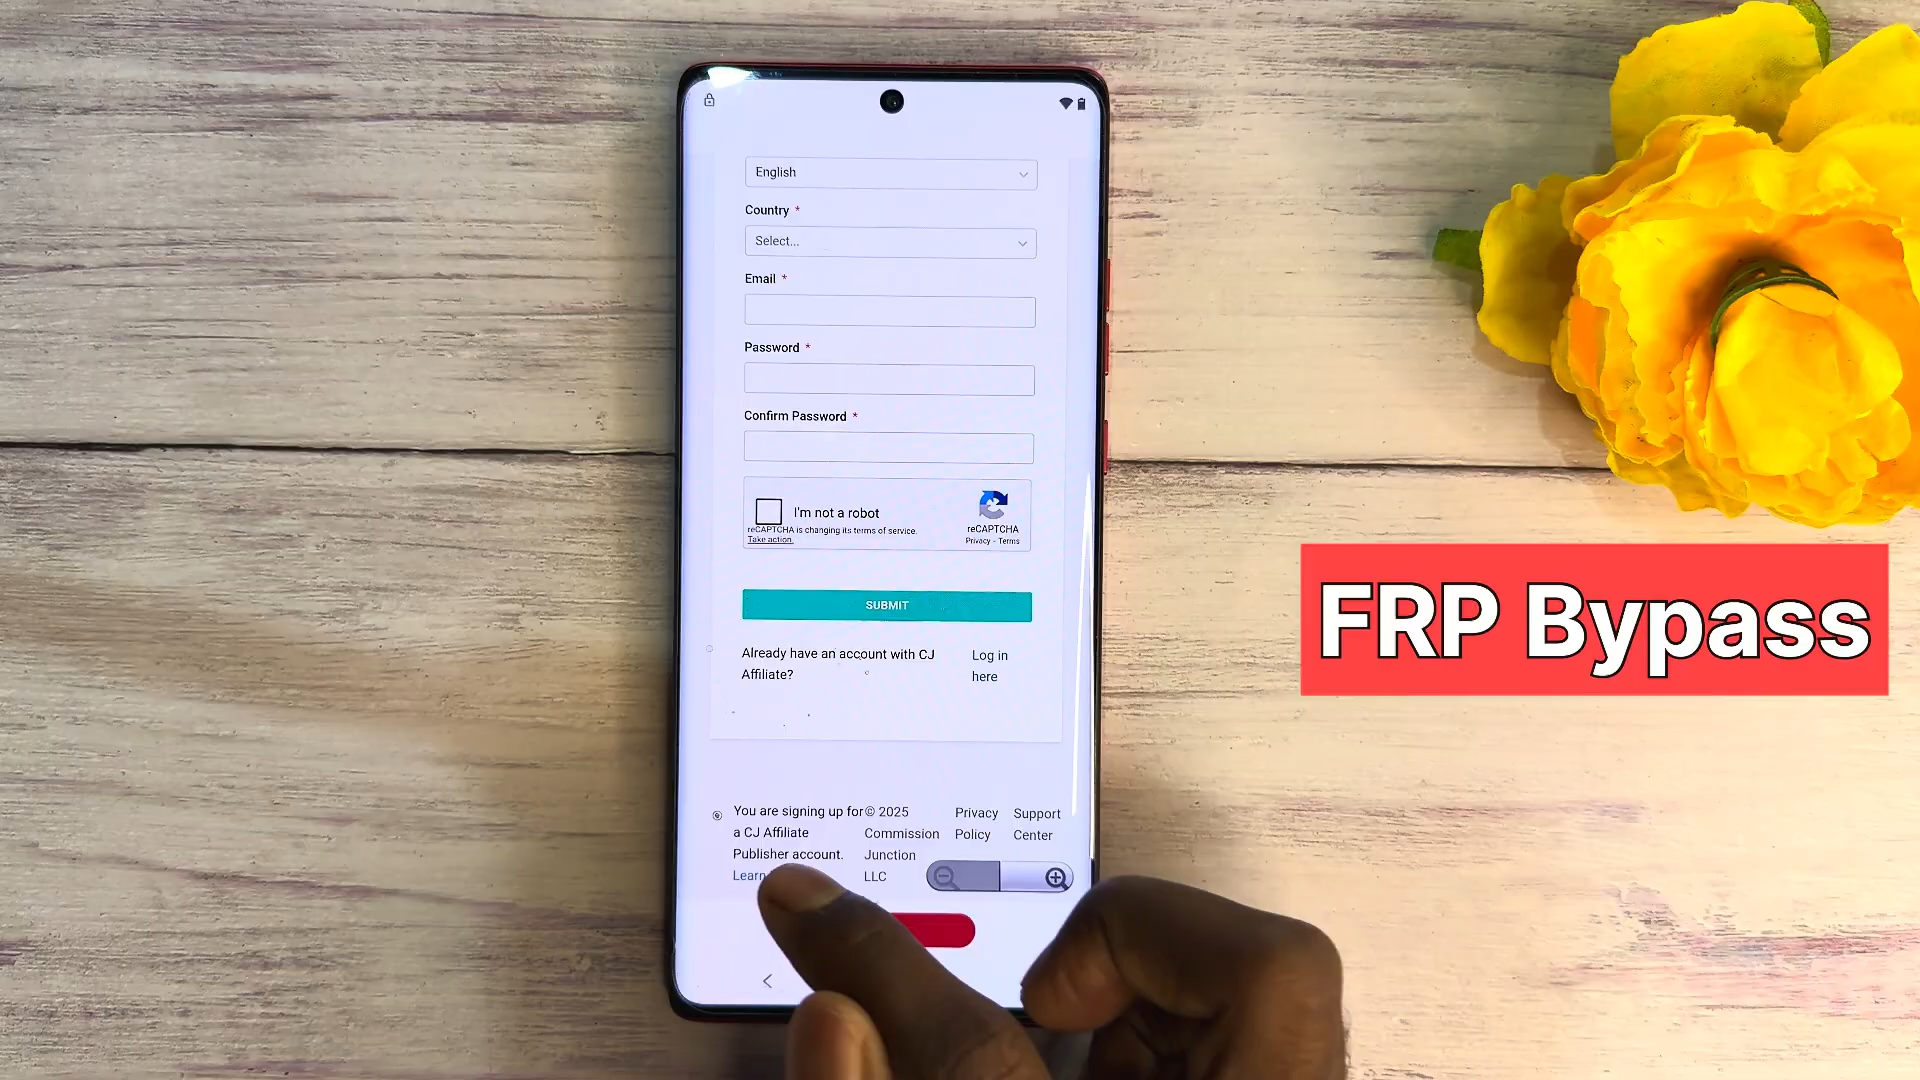 English
Country *
Select...
Email *
Password *
Confirm Password *
I'm not a robot
reCAPTCHA is changing its terms of service.
Take action.
reCAPTCHA
Privacy - Terms
SUBMIT
Already have an account with CJ
Affiliate?
Log in
here
You are signing up for
a CJ Affiliate
Publisher account.
Learn
© 2025
Commission
Junction
LLC
Privacy
Policy
Support
Center
FRP Bypass